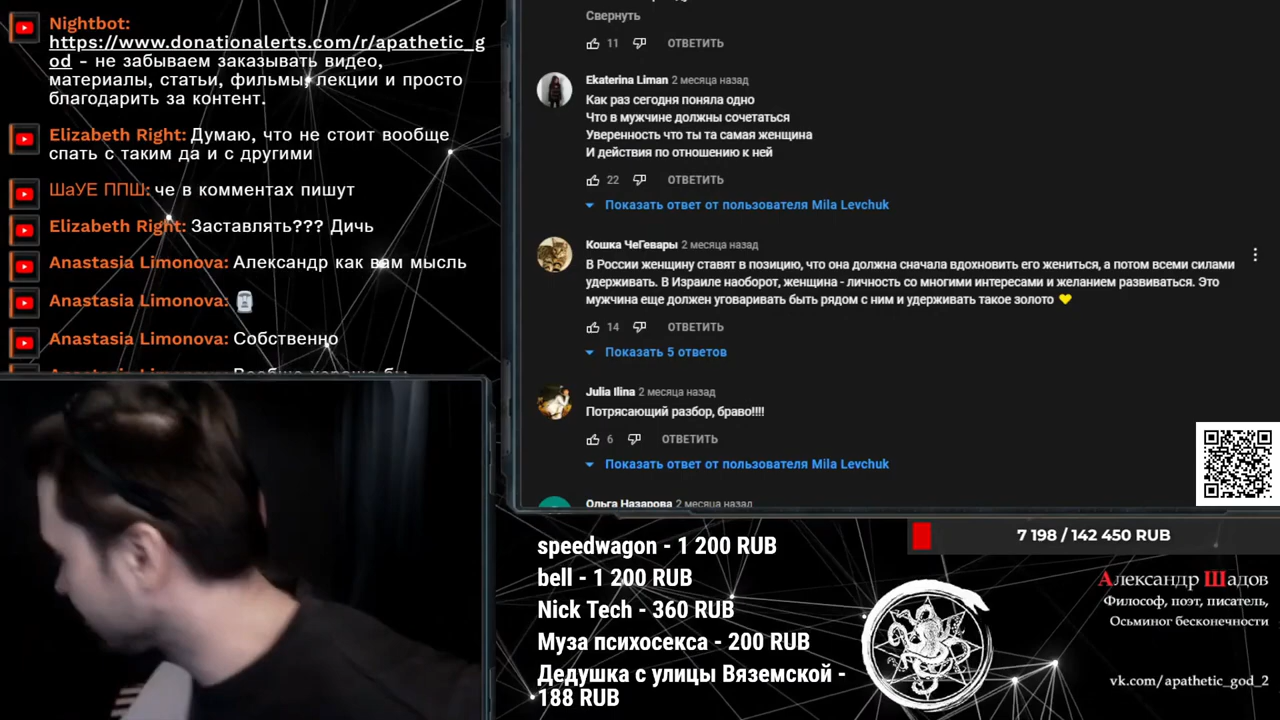 Nightbot:
https://www.donationalerts.com/r/apathetic_g
od - не забываем заказывать видео,
материалы, статьи, фильмы, лекции и просто
благодарить за контент.
Elizabeth Right: Думаю, что не стоит вообще
спать с таким да и с другими
ШаУЕ ППШ: че в комментах пишут
Elizabeth Right: Заставлять??? Дичь
Anastasia Limonova: Александр как вам мысль
Anastasia Limonova: 🗿
Anastasia Limonova: Собственно
Свернуть
11 ОТВЕТИТЬ
Ekaterina Liman 2 месяца назад
Как раз сегодня поняла одно
Что в мужчине должны сочетаться
Уверенность что ты та самая женщина
И действия по отношению к ней
22 ОТВЕТИТЬ
Показать ответ от пользователя Mila Levchuk
Кошка ЧеГевары 2 месяца назад
В России женщину ставят в позицию, что она должна сначала вдохновить его жениться, а потом всеми силами
удерживать. В Израиле наоборот, женщина - личность со многими интересами и желанием развиваться. Это
мужчина еще должен уговаривать быть рядом с ним и удерживать такое золото 💛
14 ОТВЕТИТЬ
Показать 5 ответов
Julia Ilina 2 месяца назад
Потрясающий разбор, браво!!!!
6 ОТВЕТИТЬ
Показать ответ от пользователя Mila Levchuk
Ольга Назарова 2 месяца назад
speedwagon - 1 200 RUB
bell - 1 200 RUB
Nick Tech - 360 RUB
Муза психосекса - 200 RUB
Дедушка с улицы Вяземской -
188 RUB
7 198 / 142 450 RUB
Александр Шадов
Философ, поэт, писатель,
Осьминог бесконечности
vk.com/apathetic_god_2